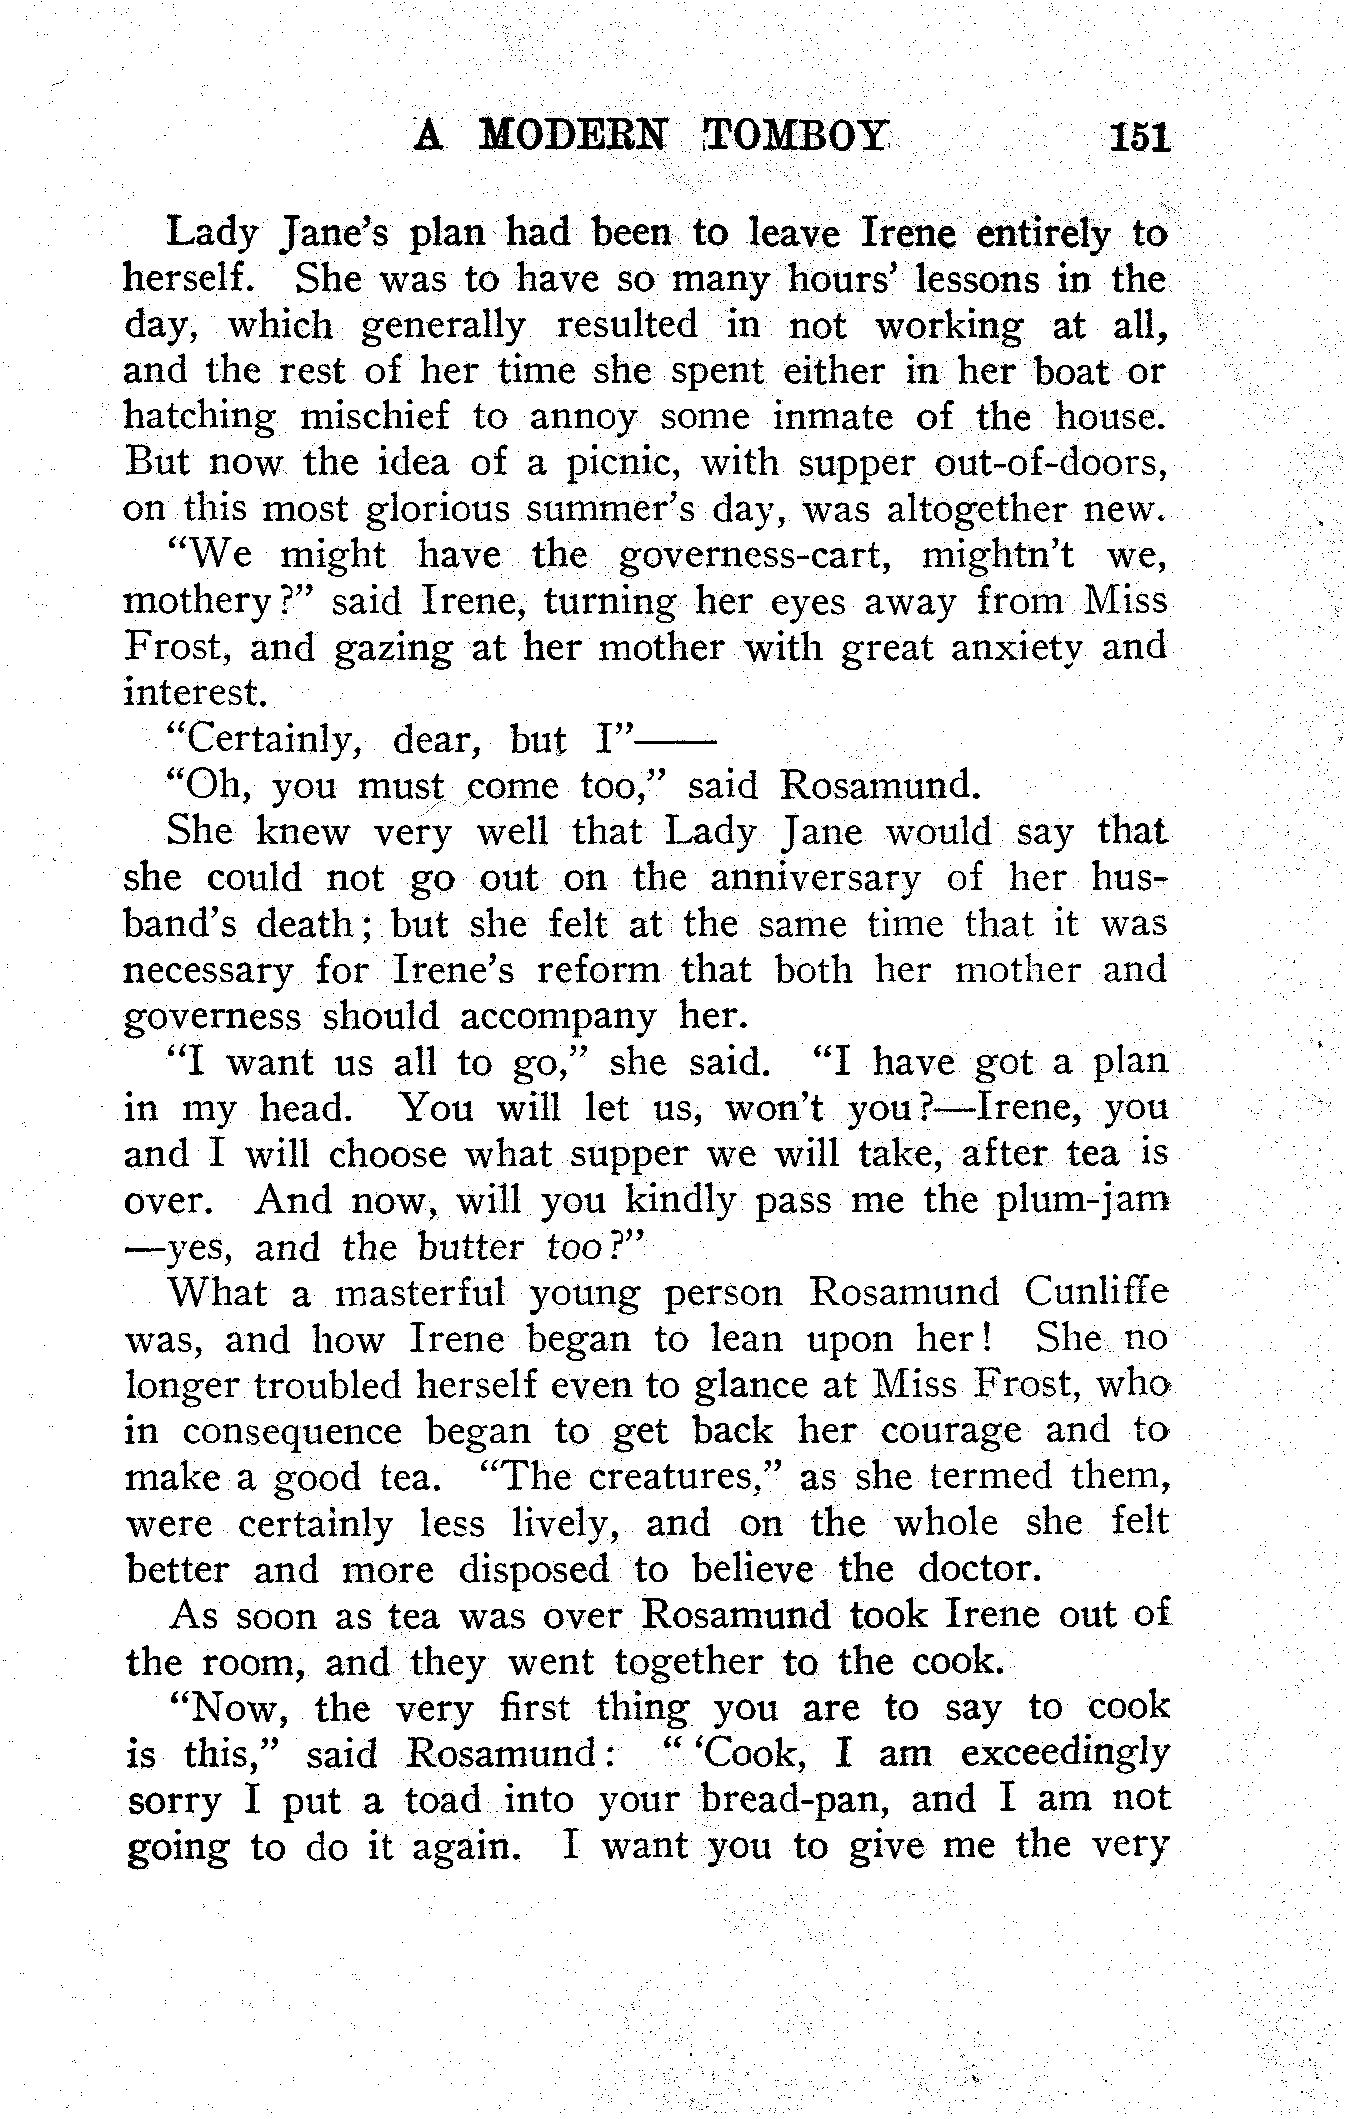 A MODERN TOMBOY 151
Lady Jane's plan had been to leave Irene entirely to
herself. She was to have so many hours' lessons in the
day, which generally resulted in not working at all,
and the rest of her time she spent either in her boat or
hatching mischief to annoy some inmate of the house.
But now the idea of a picnic, with supper out-of-doors,
on this most glorious summer's day, was altogether new.
“We might have the governess-cart, mightn't we,
mothery?” said Irene, turning her eyes away from Miss
Frost, and gazing at her mother with great anxiety and
interest.
“Certainly, dear, but I”——
“Oh, you must come too,” said Rosamund.
She knew very well that Lady Jane would say that
she could not go out on the anniversary of her hus-
band's death; but she felt at the same time that it was
necessary for Irene's reform that both her mother and
governess should accompany her.
“I want us all to go,” she said. “I have got a plan
in my head. You will let us, won't you?—Irene, you
and I will choose what supper we will take, after tea is
over. And now, will you kindly pass me the plum-jam
—yes, and the butter too?”
What a masterful young person Rosamund Cunliffe
was, and how Irene began to lean upon her! She no
longer troubled herself even to glance at Miss Frost, who
in consequence began to get back her courage and to
make a good tea. “The creatures,” as she termed them,
were certainly less lively, and on the whole she felt
better and more disposed to believe the doctor.
As soon as tea was over Rosamund took Irene out of
the room, and they went together to the cook.
“Now, the very first thing you are to say to cook
is this,” said Rosamund: “ ‘Cook, I am exceedingly
sorry I put a toad into your bread-pan, and I am not
going to do it again. I want you to give me the very